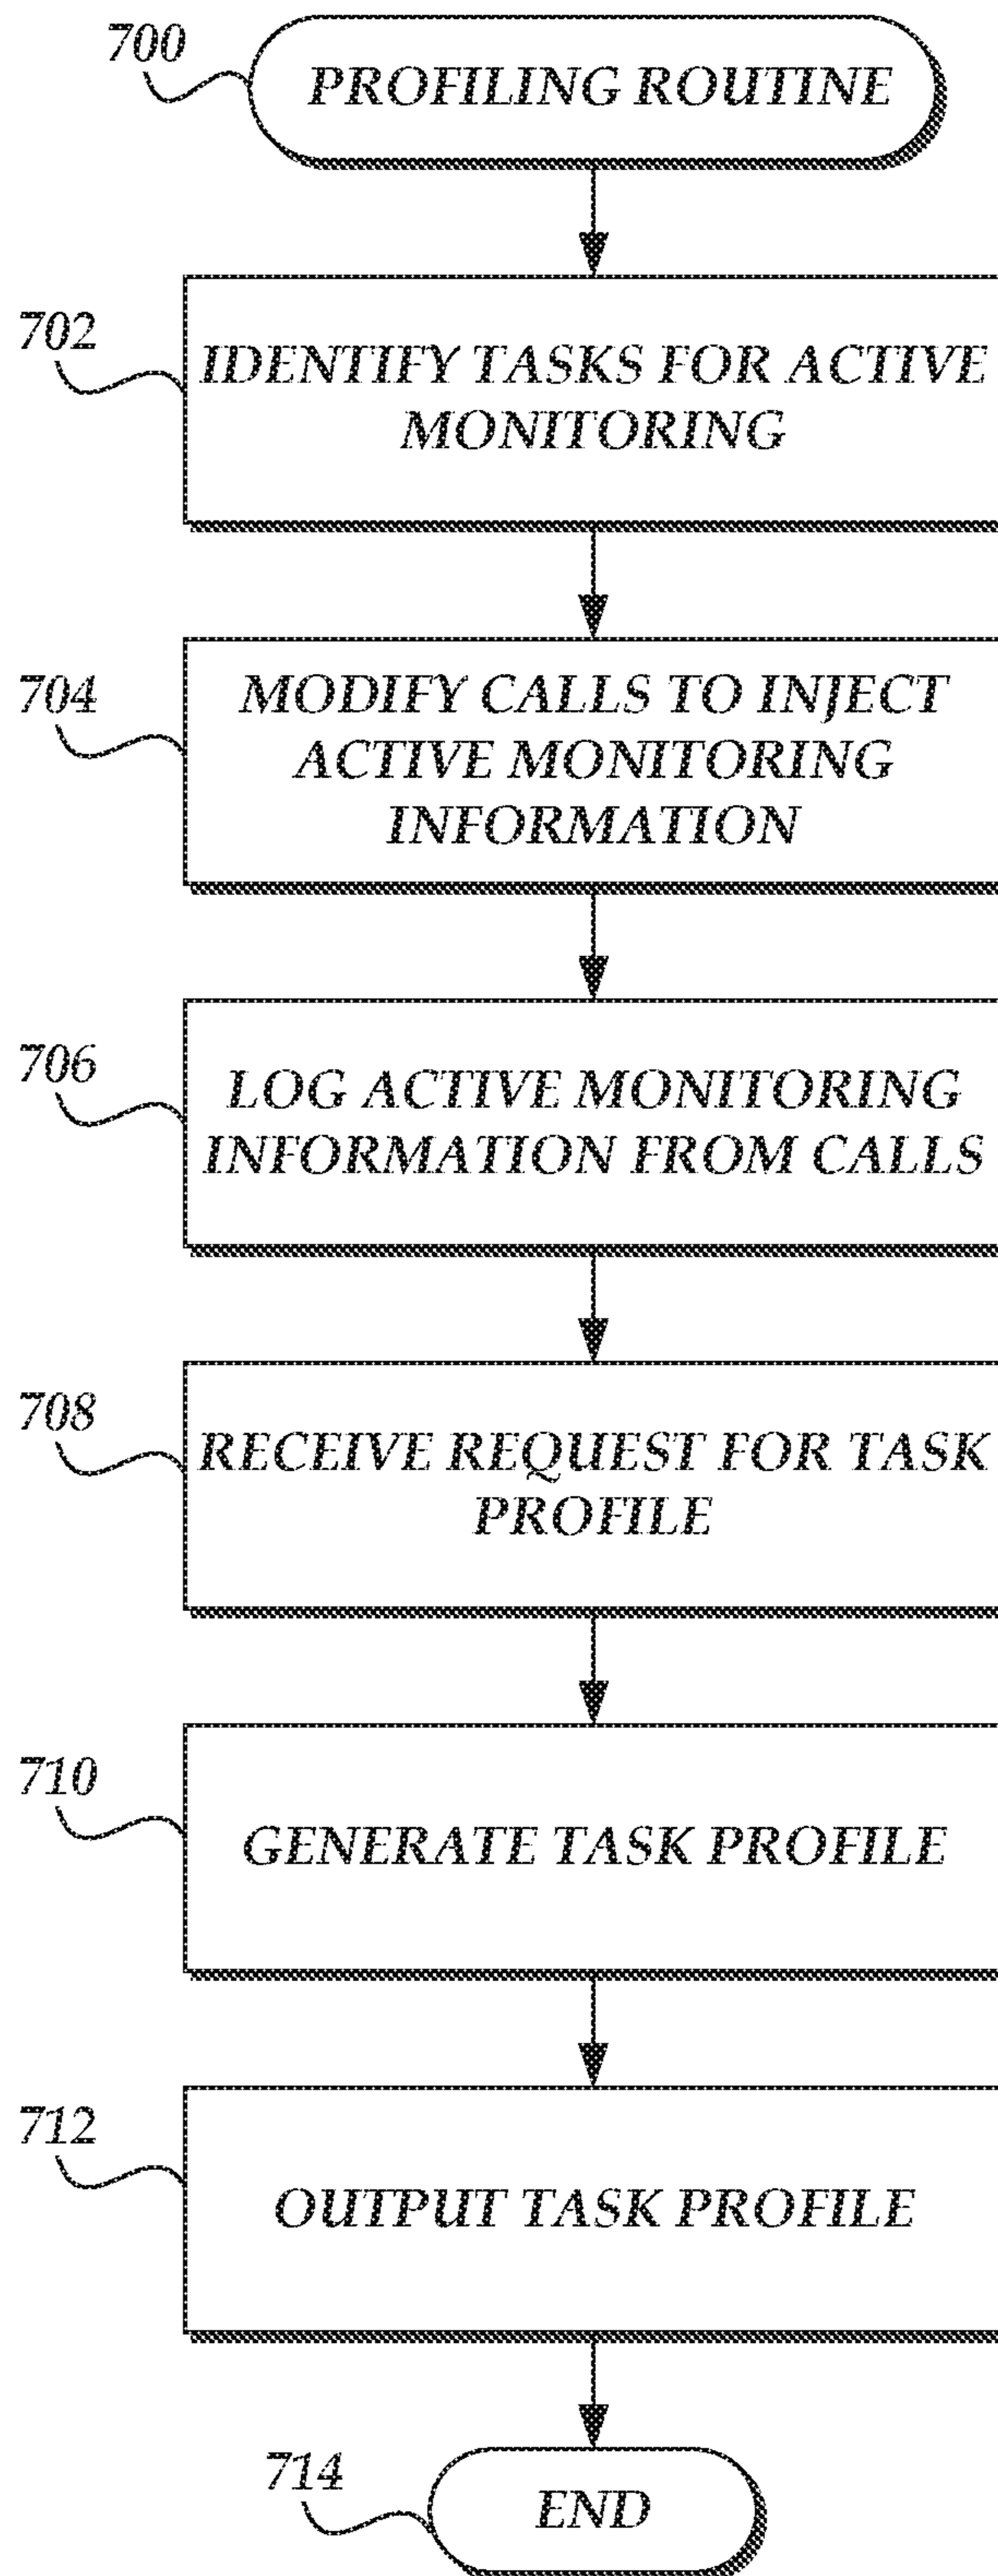 700
PROFILING ROUTINE
702
IDENTIFY TASKS FOR ACTIVE
MONITORING
704
MODIFY CALLS TO INJECT
ACTIVE MONITORING
INFORMATION
706
LOG ACTIVE MONITORING
INFORMATION FROM CALLS
708
RECEIVE REQUEST FOR TASK
PROFILE
710
GENERATE TASK PROFILE
712
OUTPUT TASK PROFILE
714
END